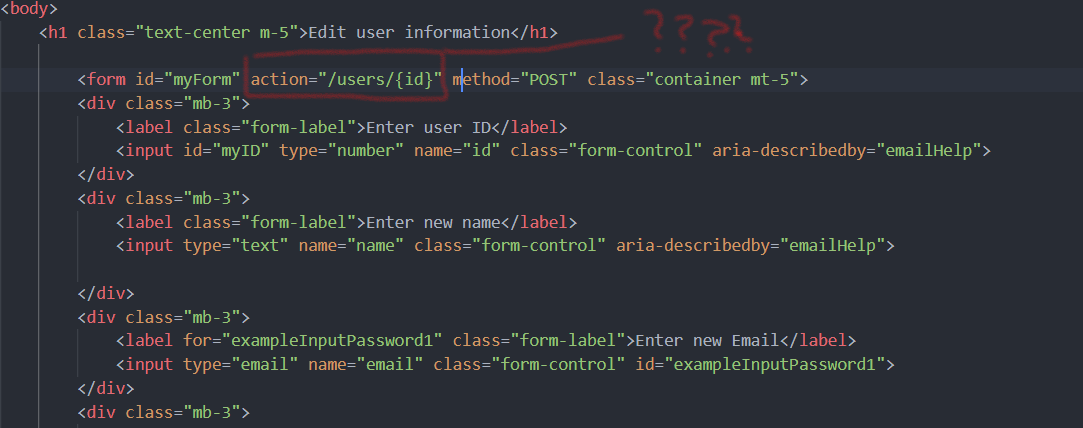 <body>
<h1 class="text-center m-5">Edit user information</h1>
????
<form id="myForm" action="/users/{id}" method="POST" class="container mt-5">
<div class="mb-3">
<label class="form-label">Enter user ID</label>
<input id="myID" type="number" name="id" class="form-control" aria-describedby="emailHelp">
</div>
<div class="mb-3">
<label class="form-label">Enter new name</label>
<input type="text" name="name" class="form-control" aria-describedby="emailHelp">
</div>
<div class="mb-3">
<label for="exampleInputPassword1" class="form-label">Enter new Email</label>
<input type="email" name="email" class="form-control" id="exampleInputPassword1">
</div>
<div class="mb-3">